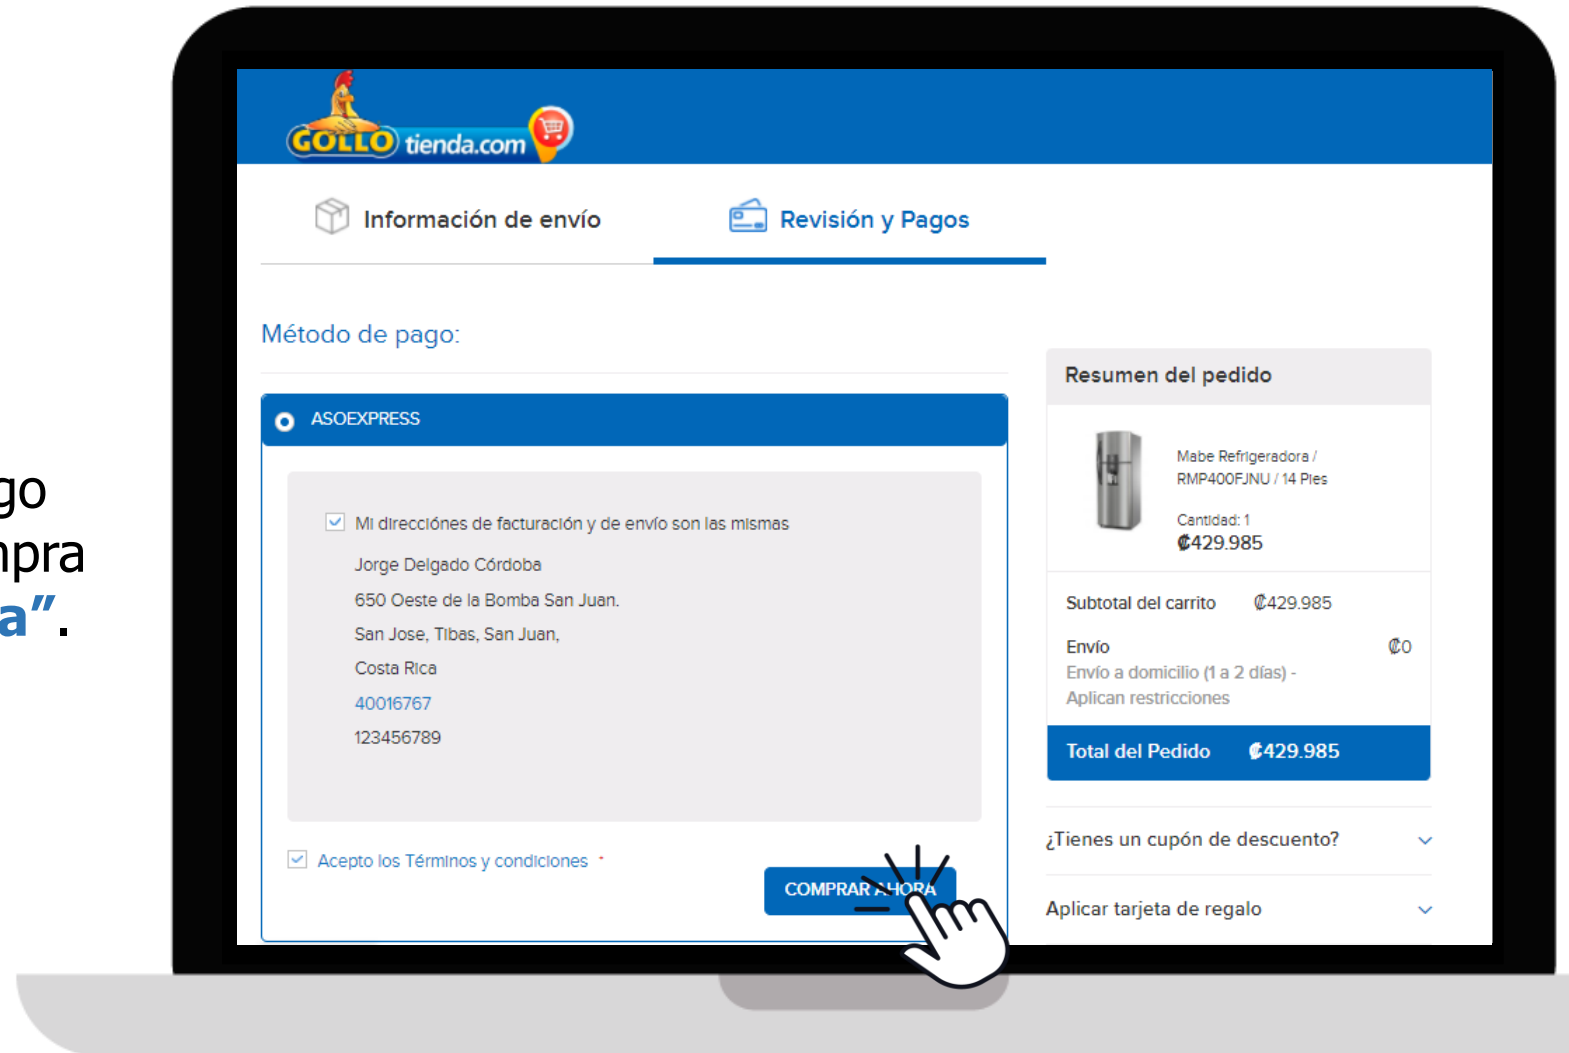 GOLLO tienda.com
Información de envío
Revisión y Pagos
Método de pago:
ASOEXPRESS
Mi direcciónes de facturación y de envío son las mismas
Jorge Delgado Córdoba
650 Oeste de la Bomba San Juan.
San Jose, Tibas, San Juan,
Costa Rica
40016767
123456789
Acepto los Términos y condiciones *
COMPRAR AHORA
Resumen del pedido
Mabe Refrigeradora /
RMP400FJNU / 14 Pies
Cantidad: 1
₡429.985
Subtotal del carrito ₡429.985
Envío ₡0
Envío a domicilio (1 a 2 días) -
Aplican restricciones
Total del Pedido ₡429.985
¿Tienes un cupón de descuento?
Aplicar tarjeta de regalo
go
pra
a”.